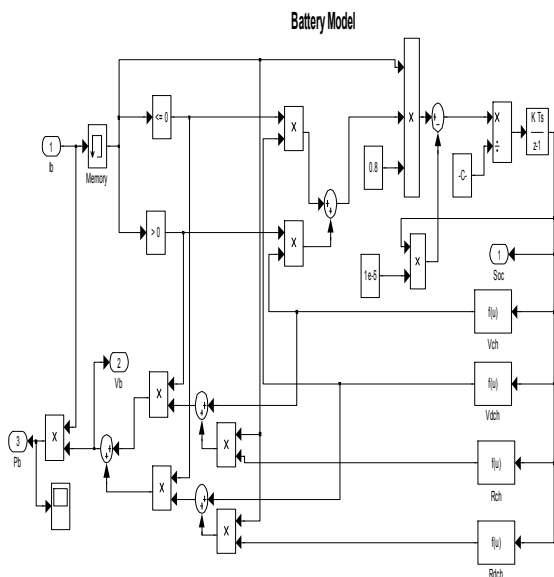 Battery Model
1
Ib
Memory
<= 0
> 0
X
X
+
+
X
0.8
+
−
-C-
X
÷
K Ts
z-1
1e-5
X
1
Soc
f(u)
Vch
f(u)
Vdch
f(u)
Rch
f(u)
Rdch
2
Vb
3
Pb
X
+
+
X
X
+
+
X
+
+
X